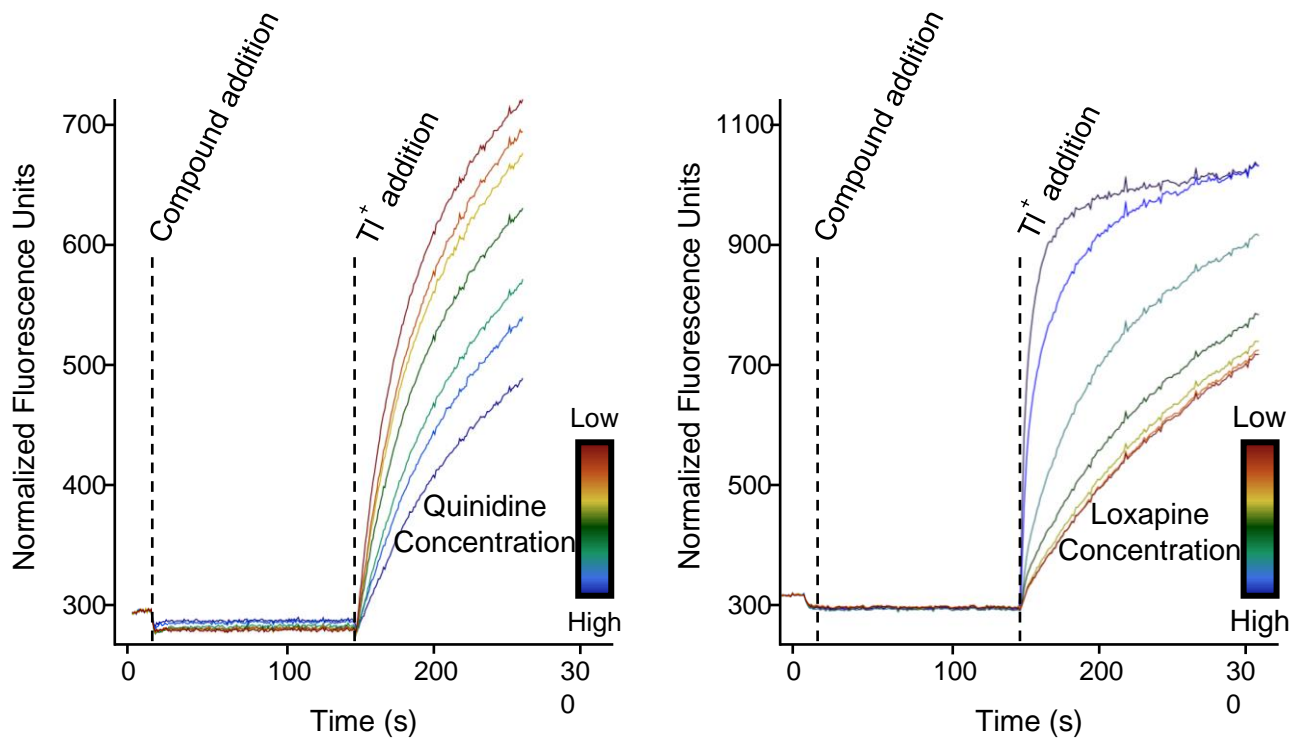 Normalized Fluorescence Units
700
600
500
400
300
Compound addition
Tl+ addition
Quinidine
Concentration
Low
High
0
100
200
30
0
Time (s)
Normalized Fluorescence Units
1100
900
700
500
300
Compound addition
Tl+ addition
Loxapine
Concentration
Low
High
0
100
200
30
0
Time (s)